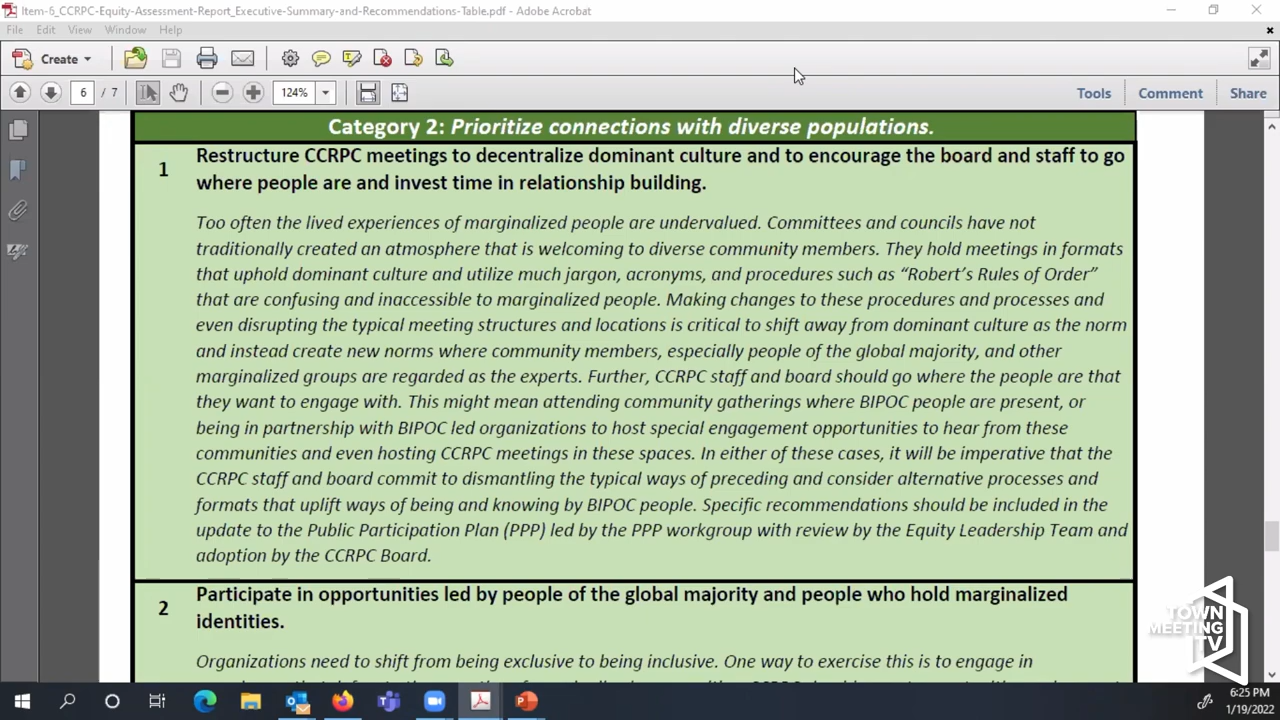 Item-6_CCRPC-Equity-Assessment-Report_Executive-Summary-and-Recommendations-Table.pdf - Adobe Acrobat
File Edit View Window Help
Create
6 / 7 124% Tools Comment Share
Category 2: Prioritize connections with diverse populations.
1 Restructure CCRPC meetings to decentralize dominant culture and to encourage the board and staff to go
where people are and invest time in relationship building.
Too often the lived experiences of marginalized people are undervalued. Committees and councils have not
traditionally created an atmosphere that is welcoming to diverse community members. They hold meetings in formats
that uphold dominant culture and utilize much jargon, acronyms, and procedures such as “Robert’s Rules of Order”
that are confusing and inaccessible to marginalized people. Making changes to these procedures and processes and
even disrupting the typical meeting structures and locations is critical to shift away from dominant culture as the norm
and instead create new norms where community members, especially people of the global majority, and other
marginalized groups are regarded as the experts. Further, CCRPC staff and board should go where the people are that
they want to engage with. This might mean attending community gatherings where BIPOC people are present, or
being in partnership with BIPOC led organizations to host special engagement opportunities to hear from these
communities and even hosting CCRPC meetings in these spaces. In either of these cases, it will be imperative that the
CCRPC staff and board commit to dismantling the typical ways of preceding and consider alternative processes and
formats that uplift ways of being and knowing by BIPOC people. Specific recommendations should be included in the
update to the Public Participation Plan (PPP) led by the PPP workgroup with review by the Equity Leadership Team and
adoption by the CCRPC Board.
2 Participate in opportunities led by people of the global majority and people who hold marginalized
identities.
Organizations need to shift from being exclusive to being inclusive. One way to exercise this is to engage in
TOWN
MEETING
TV
6:25 PM
1/19/2022